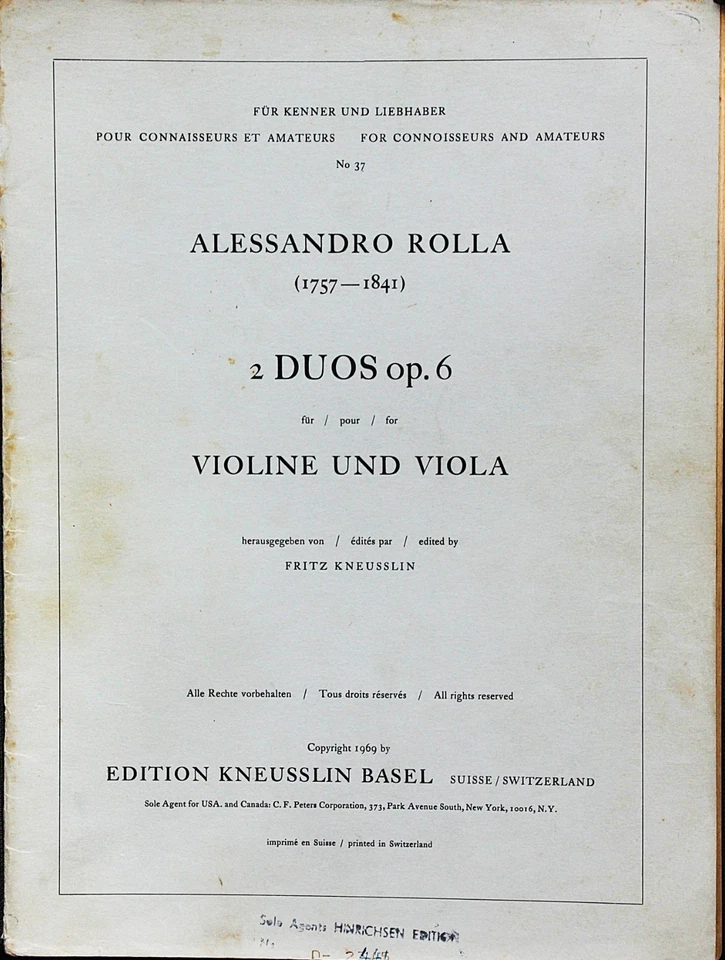 FÜR KENNER UND LIEBHABER
POUR CONNAISSEURS ET AMATEURS FOR CONNOISSEURS AND AMATEURS
No 37
ALESSANDRO ROLLA
(1757—1841)
2 DUOS op. 6
für / pour / for
VIOLINE UND VIOLA
herausgegeben von / édités par / edited by
FRITZ KNEUSSLIN
Alle Rechte vorbehalten / Tous droits réservés / All rights reserved
Copyright 1969 by
EDITION KNEUSSLIN BASEL SUISSE / SWITZERLAND
Sole Agent for USA. and Canada: C. F. Peters Corporation, 373, Park Avenue South, New York, 10016, N.Y.
imprimé en Suisse / printed in Switzerland
Sole Agents HINRICHSEN EDITION